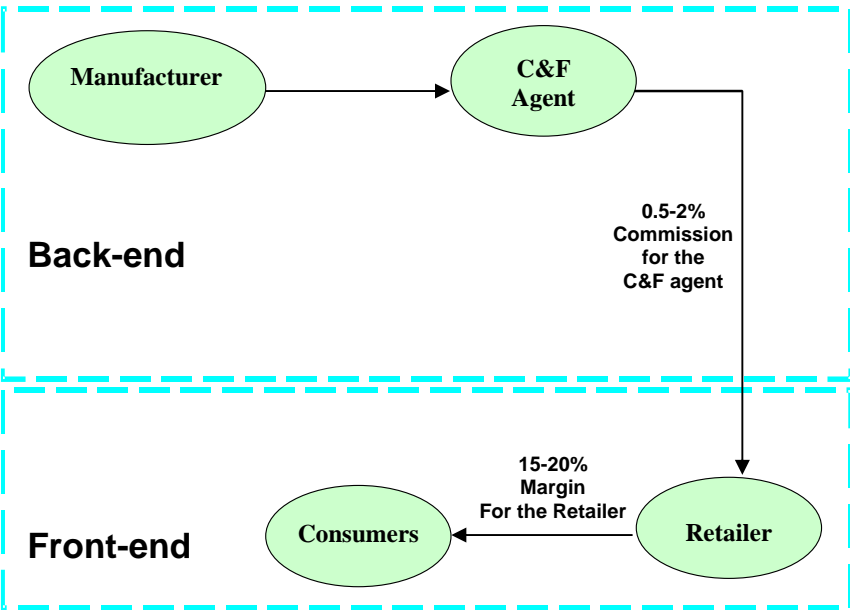 Manufacturer
C&F
Agent
0.5-2%
Commission
for the
C&F agent
Back-end
15-20%
Margin
For the Retailer
Consumers
Retailer
Front-end